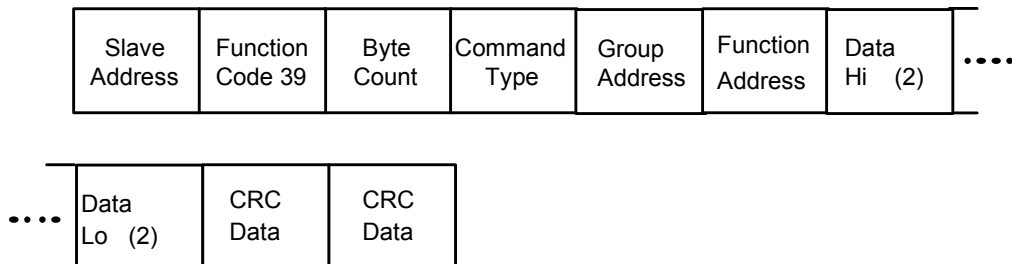 Slave Address
Function Code 39
Byte Count
Command Type
Group Address
Function Address
Data Hi (2)
Data Lo (2)
CRC Data
CRC Data